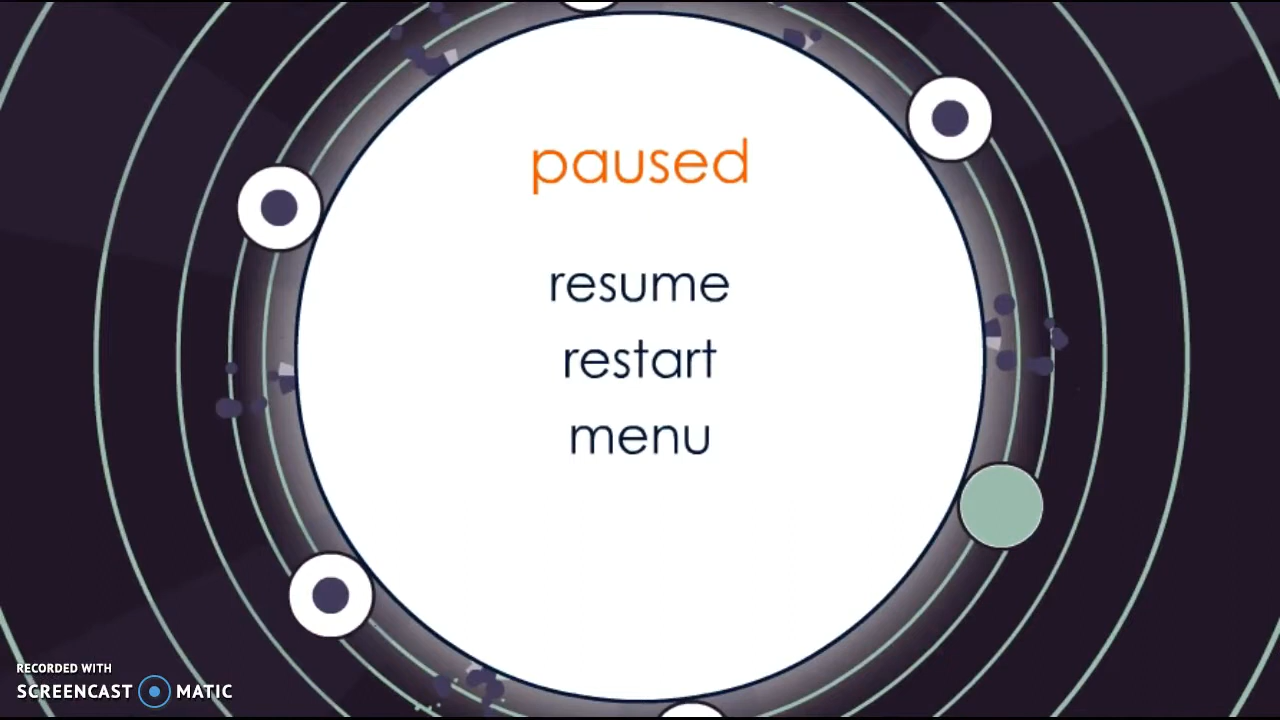 paused
resume
restart
menu
RECORDED WITH
SCREENCAST MATIC